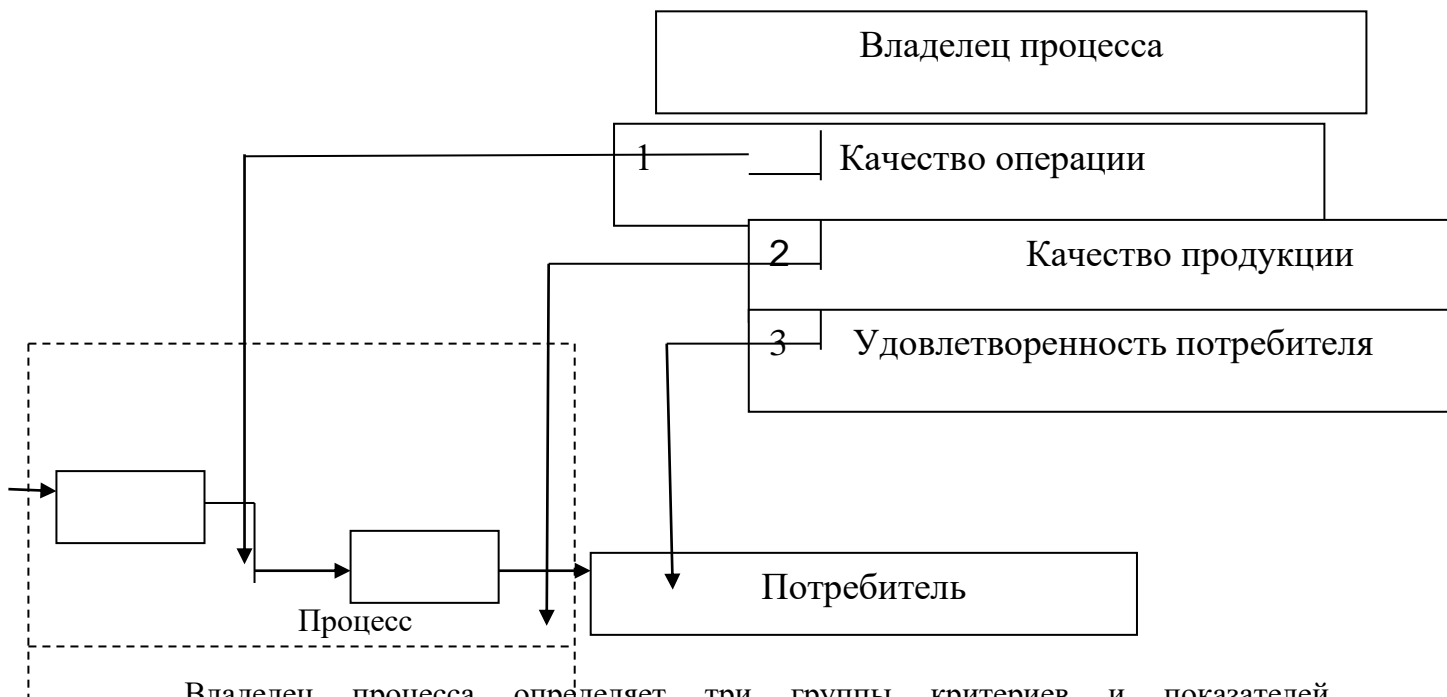 Владелец процесса
1 Качество операции
2 Качество продукции
3 Удовлетворенность потребителя
Потребитель
Процесс
Владелец процесса определяет три группы критериев и показателей